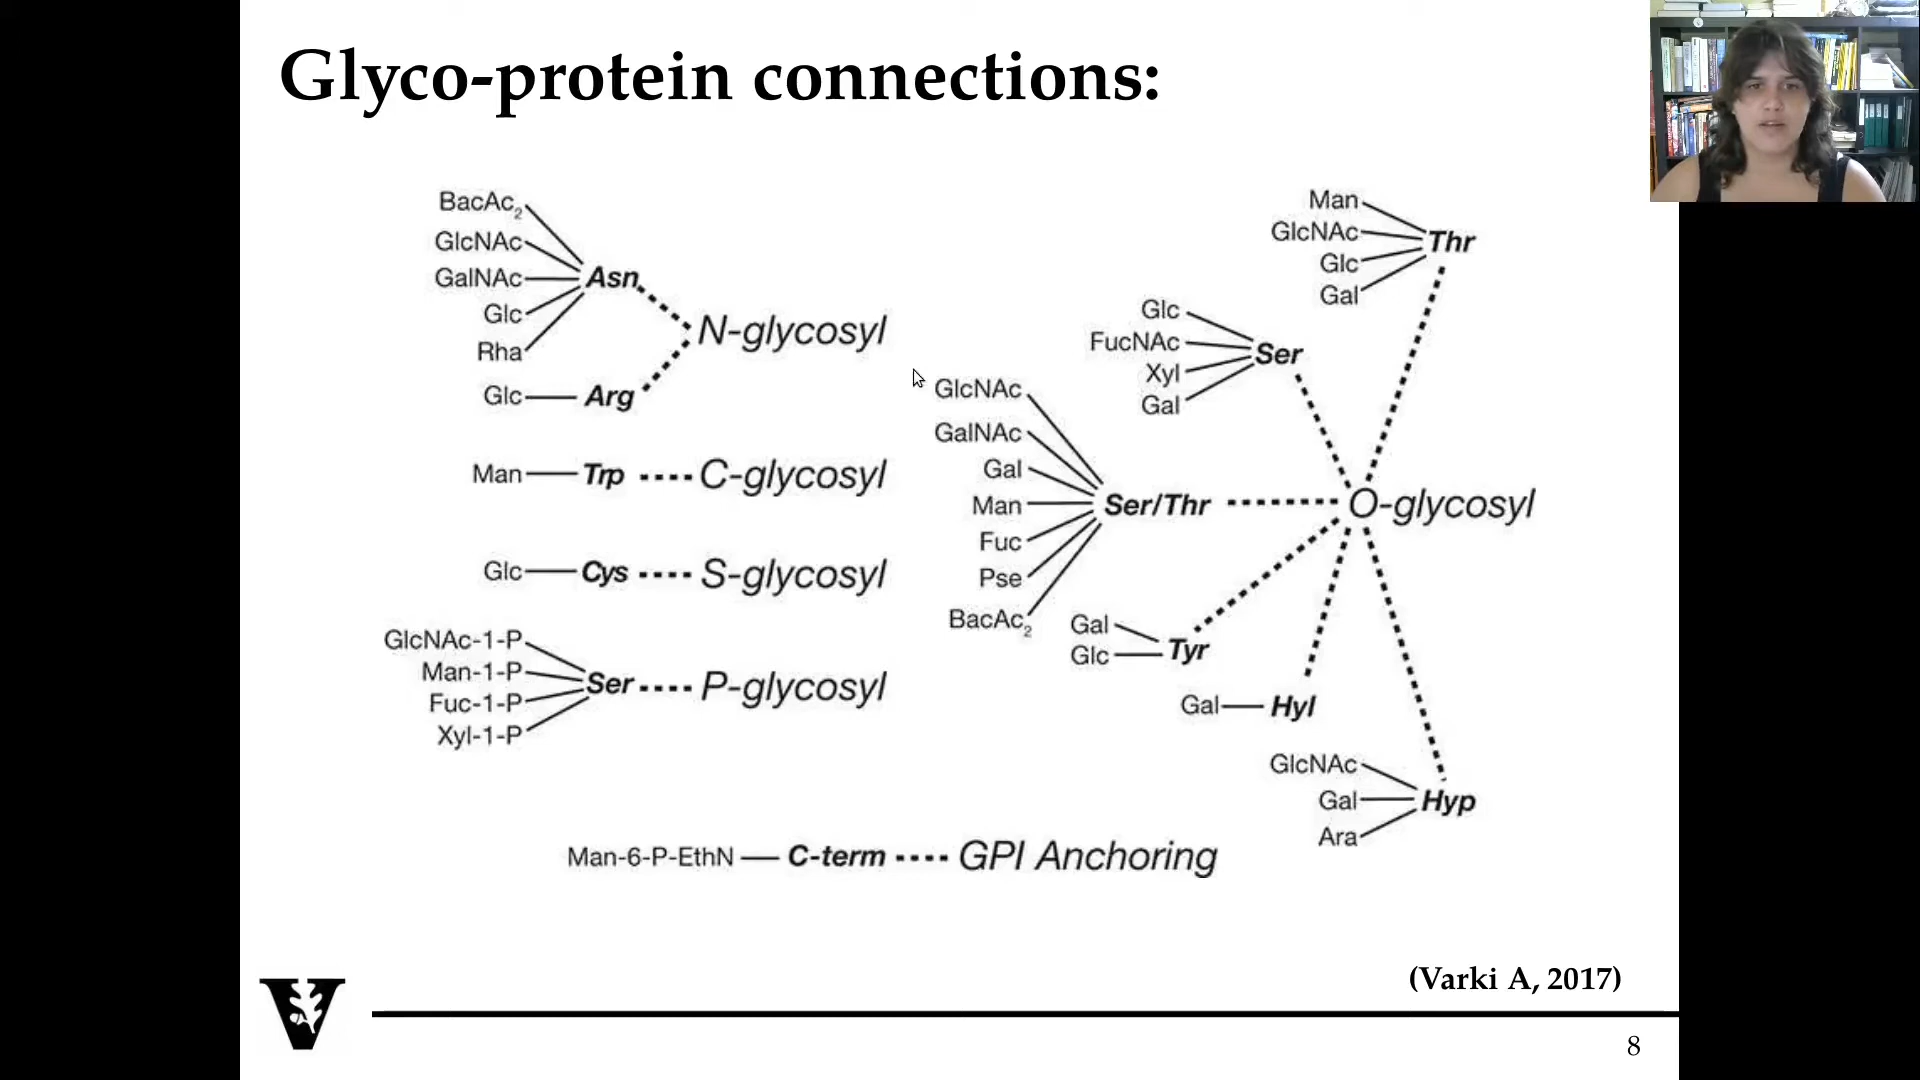 Glyco-protein connections:
BacAc2
GlcNAc
GalNAc
Glc
Rha
Asn
Glc
Arg
N-glycosyl
Man
Trp
C-glycosyl
Glc
Cys
S-glycosyl
GlcNAc-1-P
Man-1-P
Fuc-1-P
Xyl-1-P
Ser
P-glycosyl
Man
GlcNAc
Glc
Gal
Thr
Glc
FucNAc
Xyl
Gal
Ser
GlcNAc
GalNAc
Gal
Man
Fuc
Pse
BacAc2
Ser/Thr
O-glycosyl
Gal
Glc
Tyr
Gal
Hyl
GlcNAc
Gal
Ara
Hyp
Man-6-P-EthN
C-term
GPI Anchoring
(Varki A, 2017)
V
8